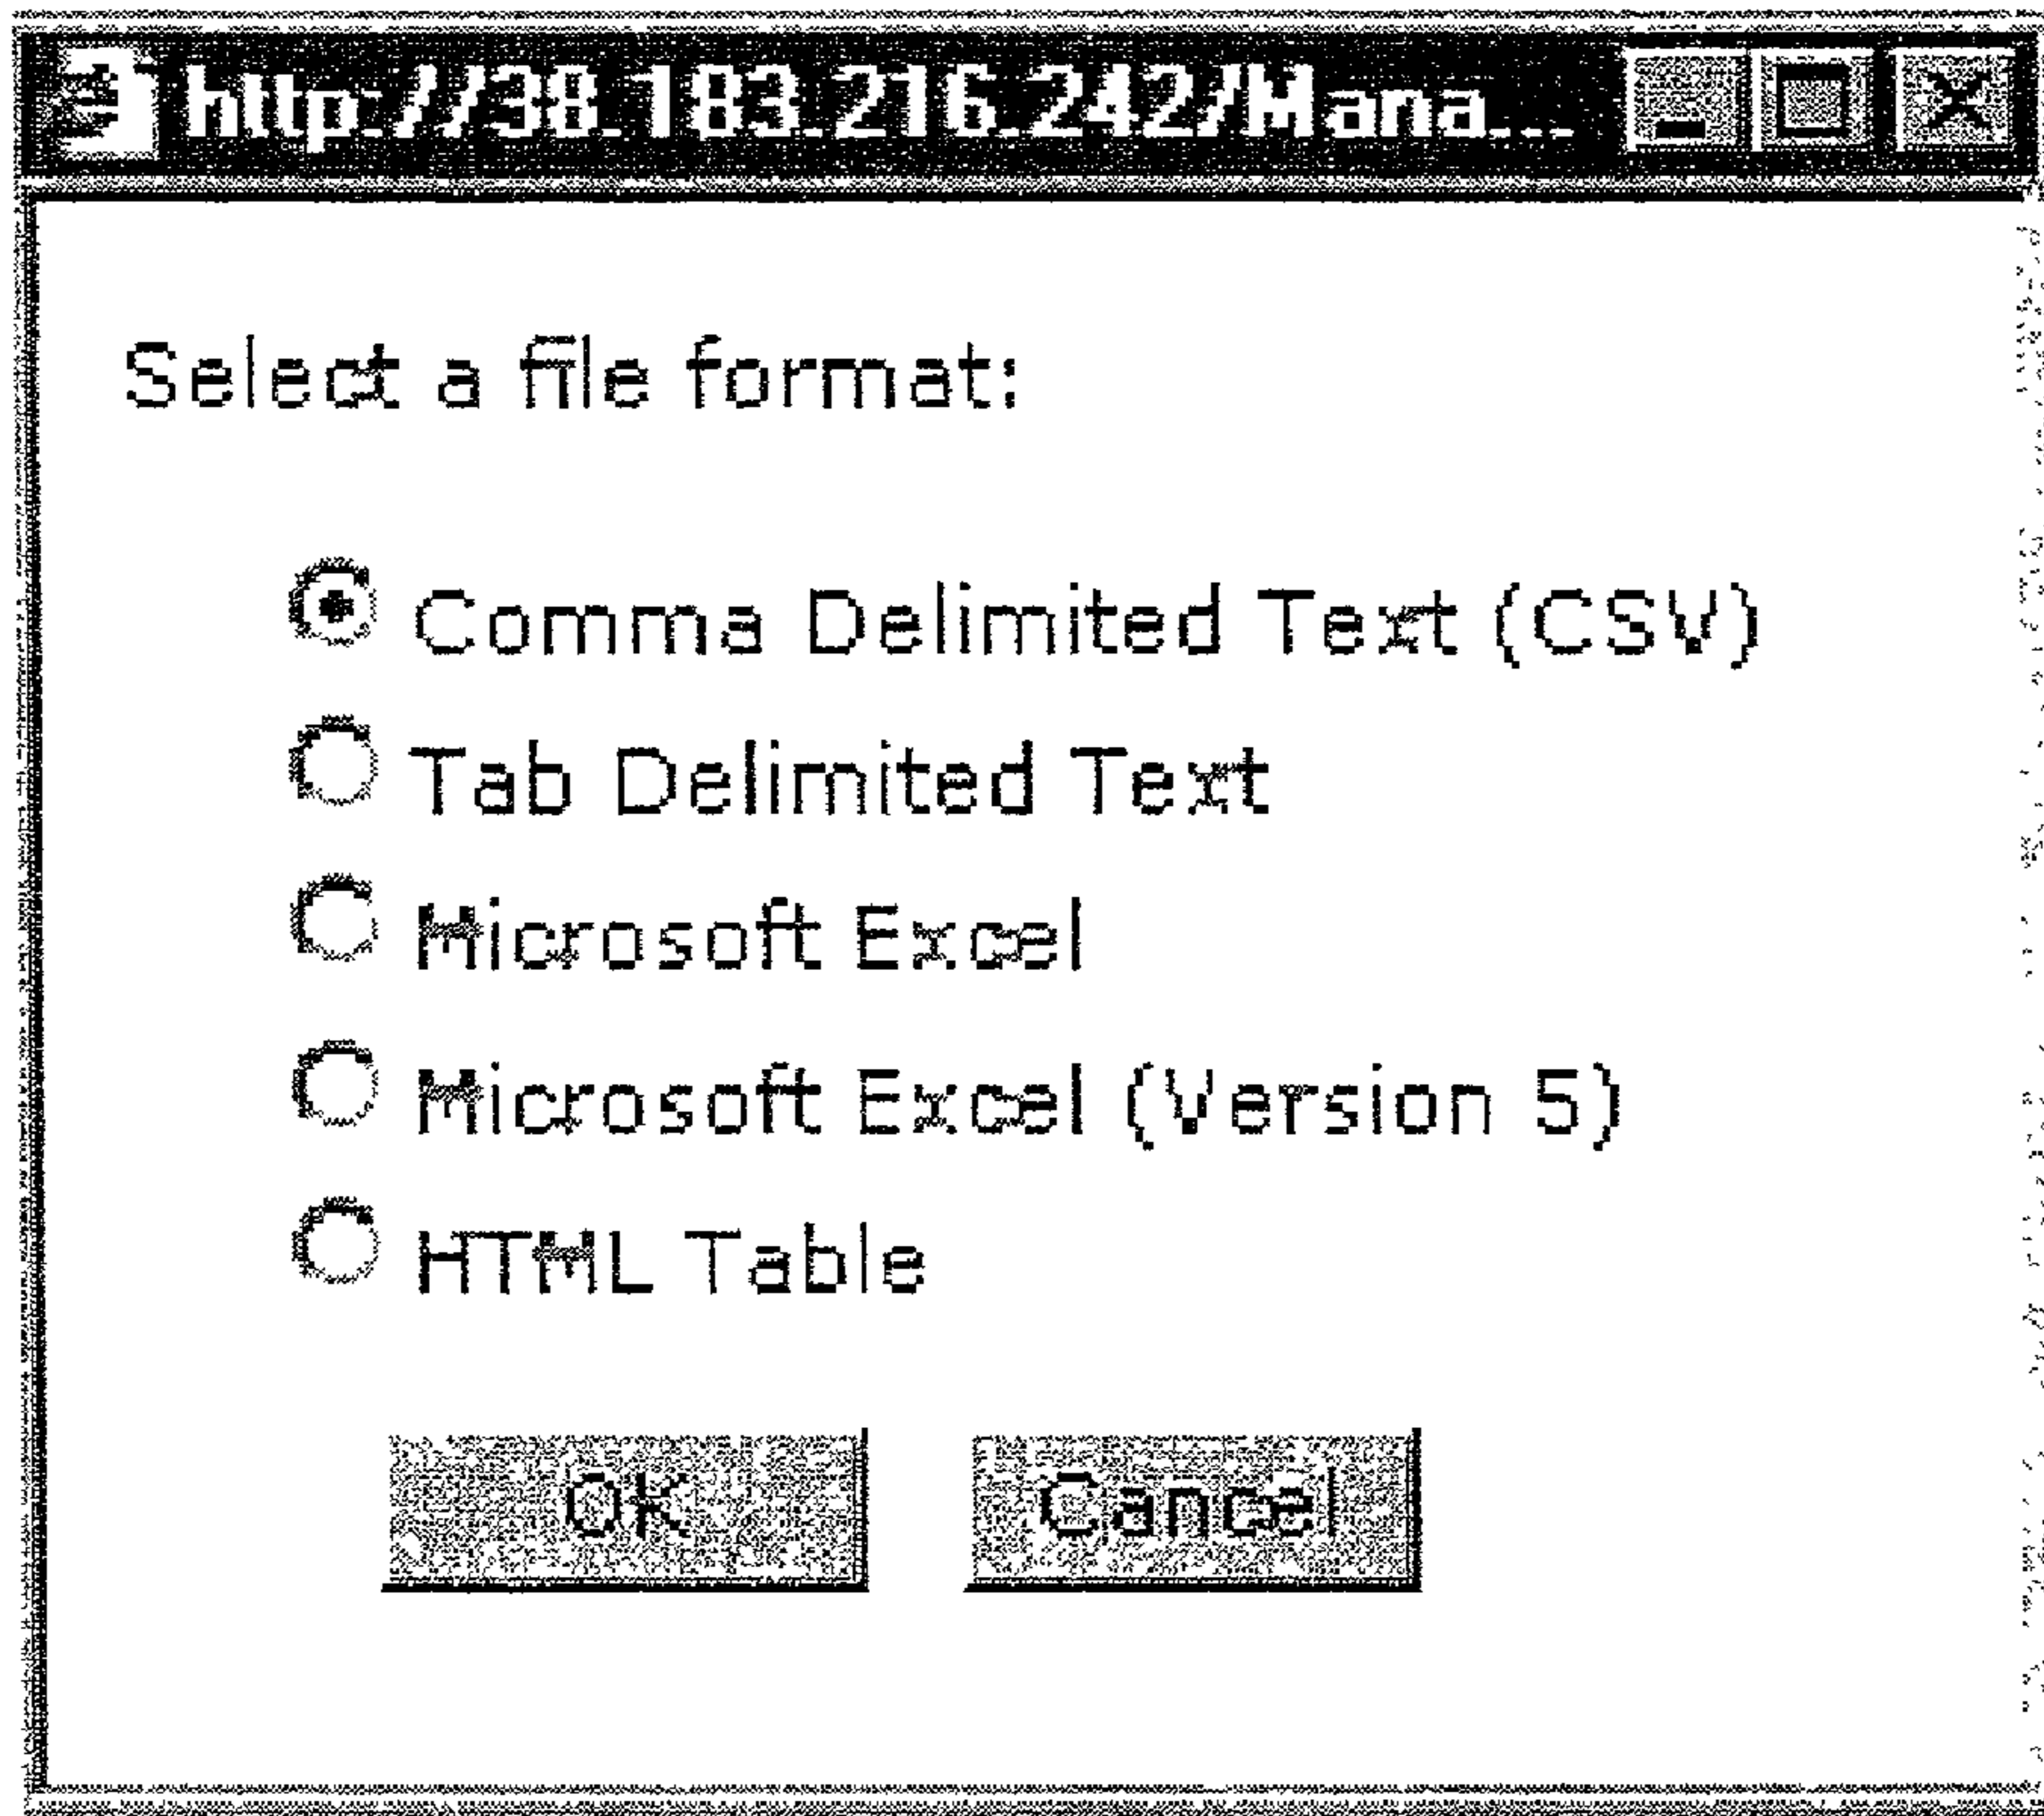 http://38.183.216.242/Mana...
Select a file format:
Comma Delimited Text (CSV)
Tab Delimited Text
Microsoft Excel
Microsoft Excel (Version 5)
HTML Table
OK Cancel